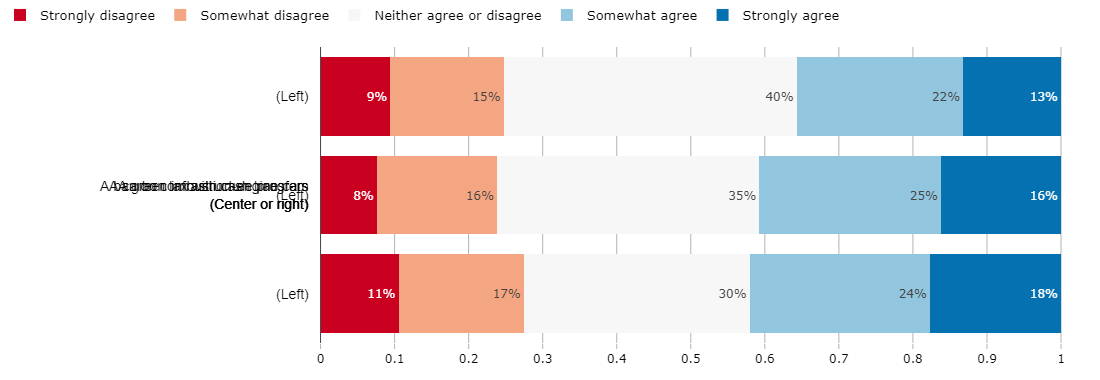 Strongly disagree Somewhat disagree Neither agree or disagree Somewhat agree Strongly agree
(Left) 9% 15% 40% 22% 13%
(Left) 8% 16% 35% 25% 16%
(Center or right)
(Left) 11% 17% 30% 24% 18%
0 0.1 0.2 0.3 0.4 0.5 0.6 0.7 0.8 0.9 1